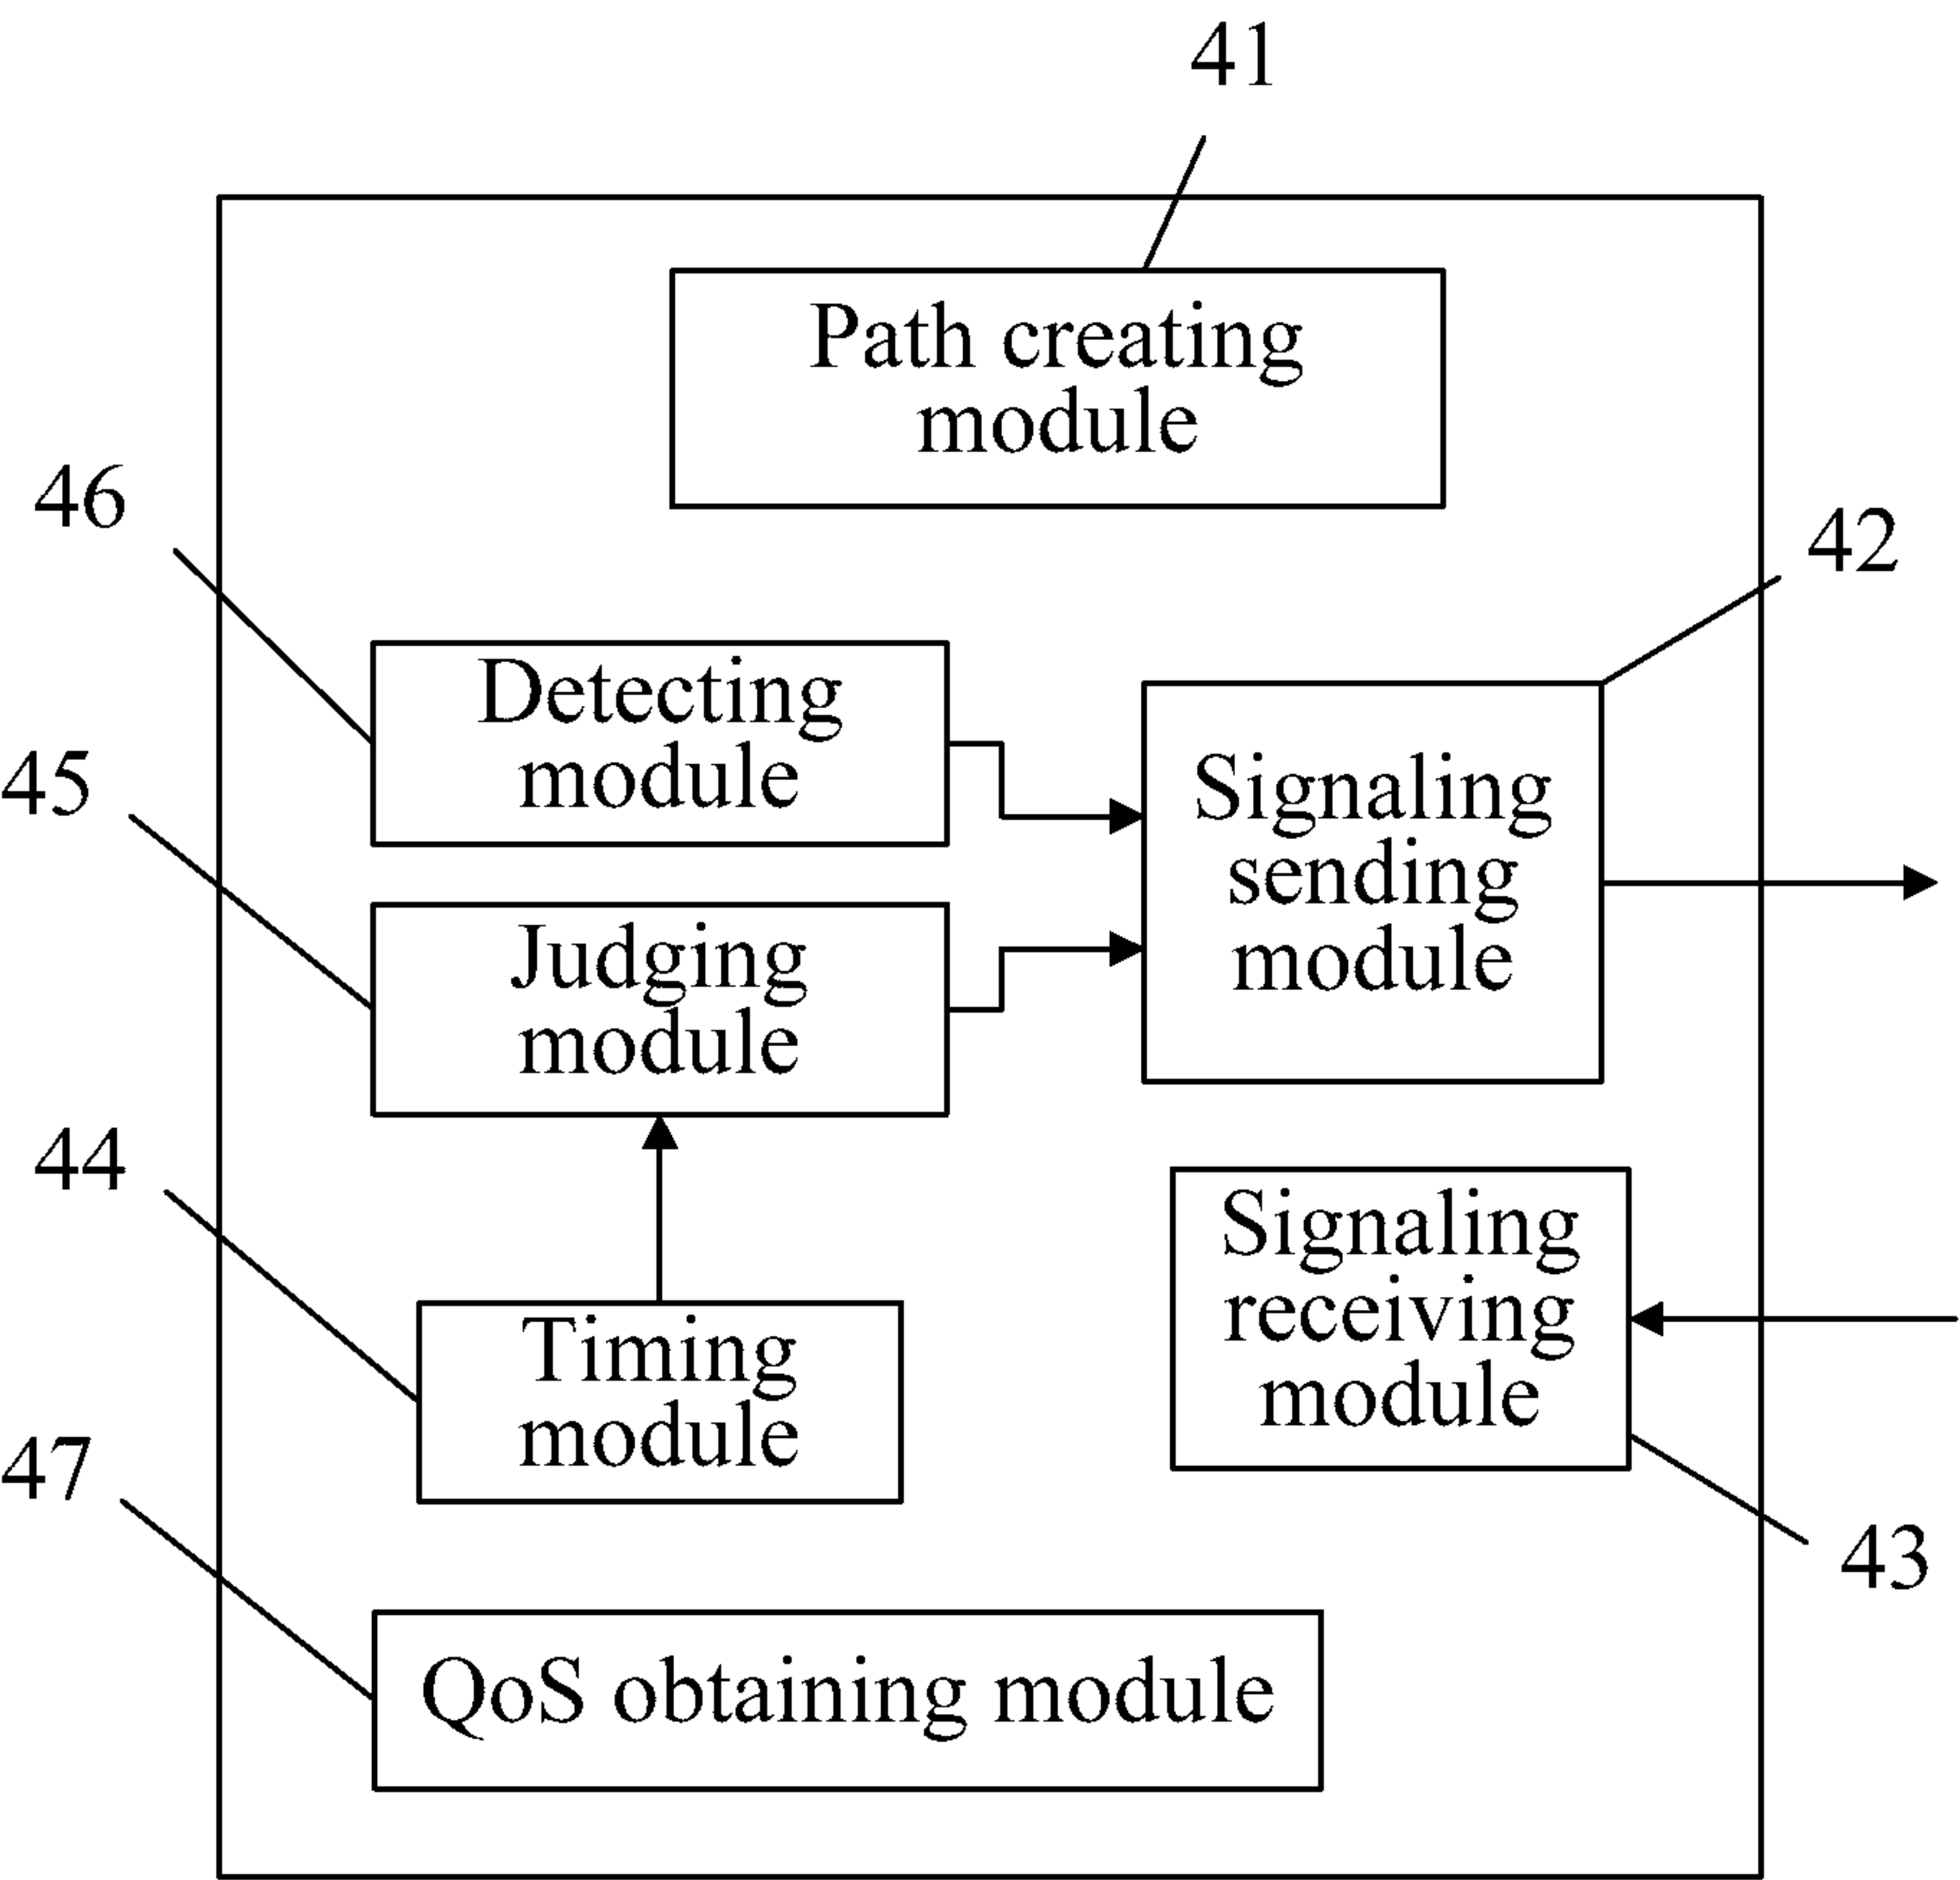 41
Path creating
module
46
42
Detecting
module
45
Signaling
sending
module
Judging
module
44
Signaling
receiving
module
Timing
module
47
43
QoS obtaining module